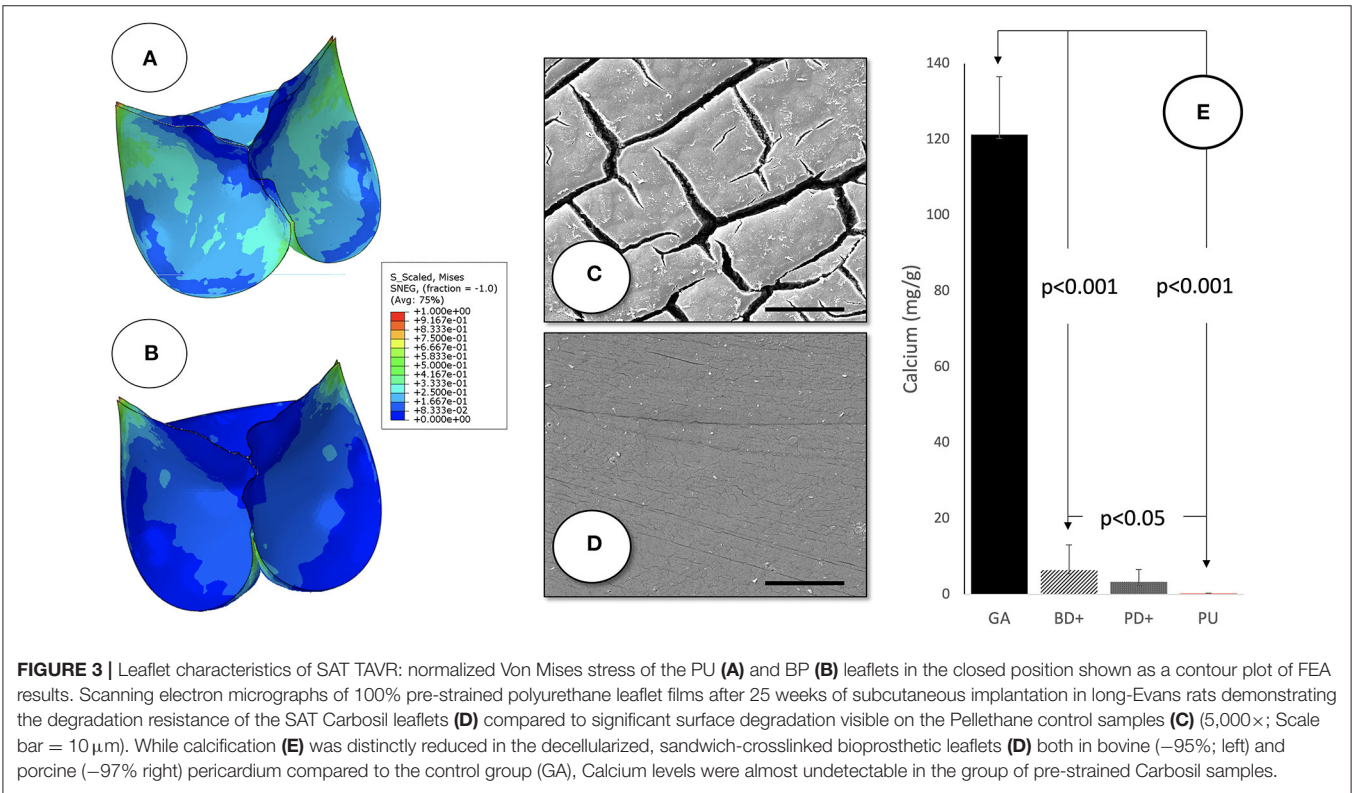 A
B
S_Scaled, Mises
SNEG, (fraction = -1.0)
(Avg: 75%)
+1.000e+00
+9.167e-01
+8.333e-01
+7.500e-01
+6.667e-01
+5.833e-01
+5.000e-01
+4.167e-01
+3.333e-01
+2.500e-01
+1.667e-01
+8.333e-02
+0.000e+00
C
D
E
Calcium (mg/g)
140
120
100
80
60
40
20
0
p<0.001
p<0.001
p<0.05
GA
BD+
PD+
PU
FIGURE 3 | Leaflet characteristics of SAT TAVR: normalized Von Mises stress of the PU (A) and BP (B) leaflets in the closed position shown as a contour plot of FEA
results. Scanning electron micrographs of 100% pre-strained polyurethane leaflet films after 25 weeks of subcutaneous implantation in long-Evans rats demonstrating
the degradation resistance of the SAT Carbosil leaflets (D) compared to significant surface degradation visible on the Pellethane control samples (C) (5,000×; Scale
bar = 10 μm). While calcification (E) was distinctly reduced in the decellularized, sandwich-crosslinked bioprosthetic leaflets (D) both in bovine (−95%; left) and
porcine (−97% right) pericardium compared to the control group (GA), Calcium levels were almost undetectable in the group of pre-strained Carbosil samples.